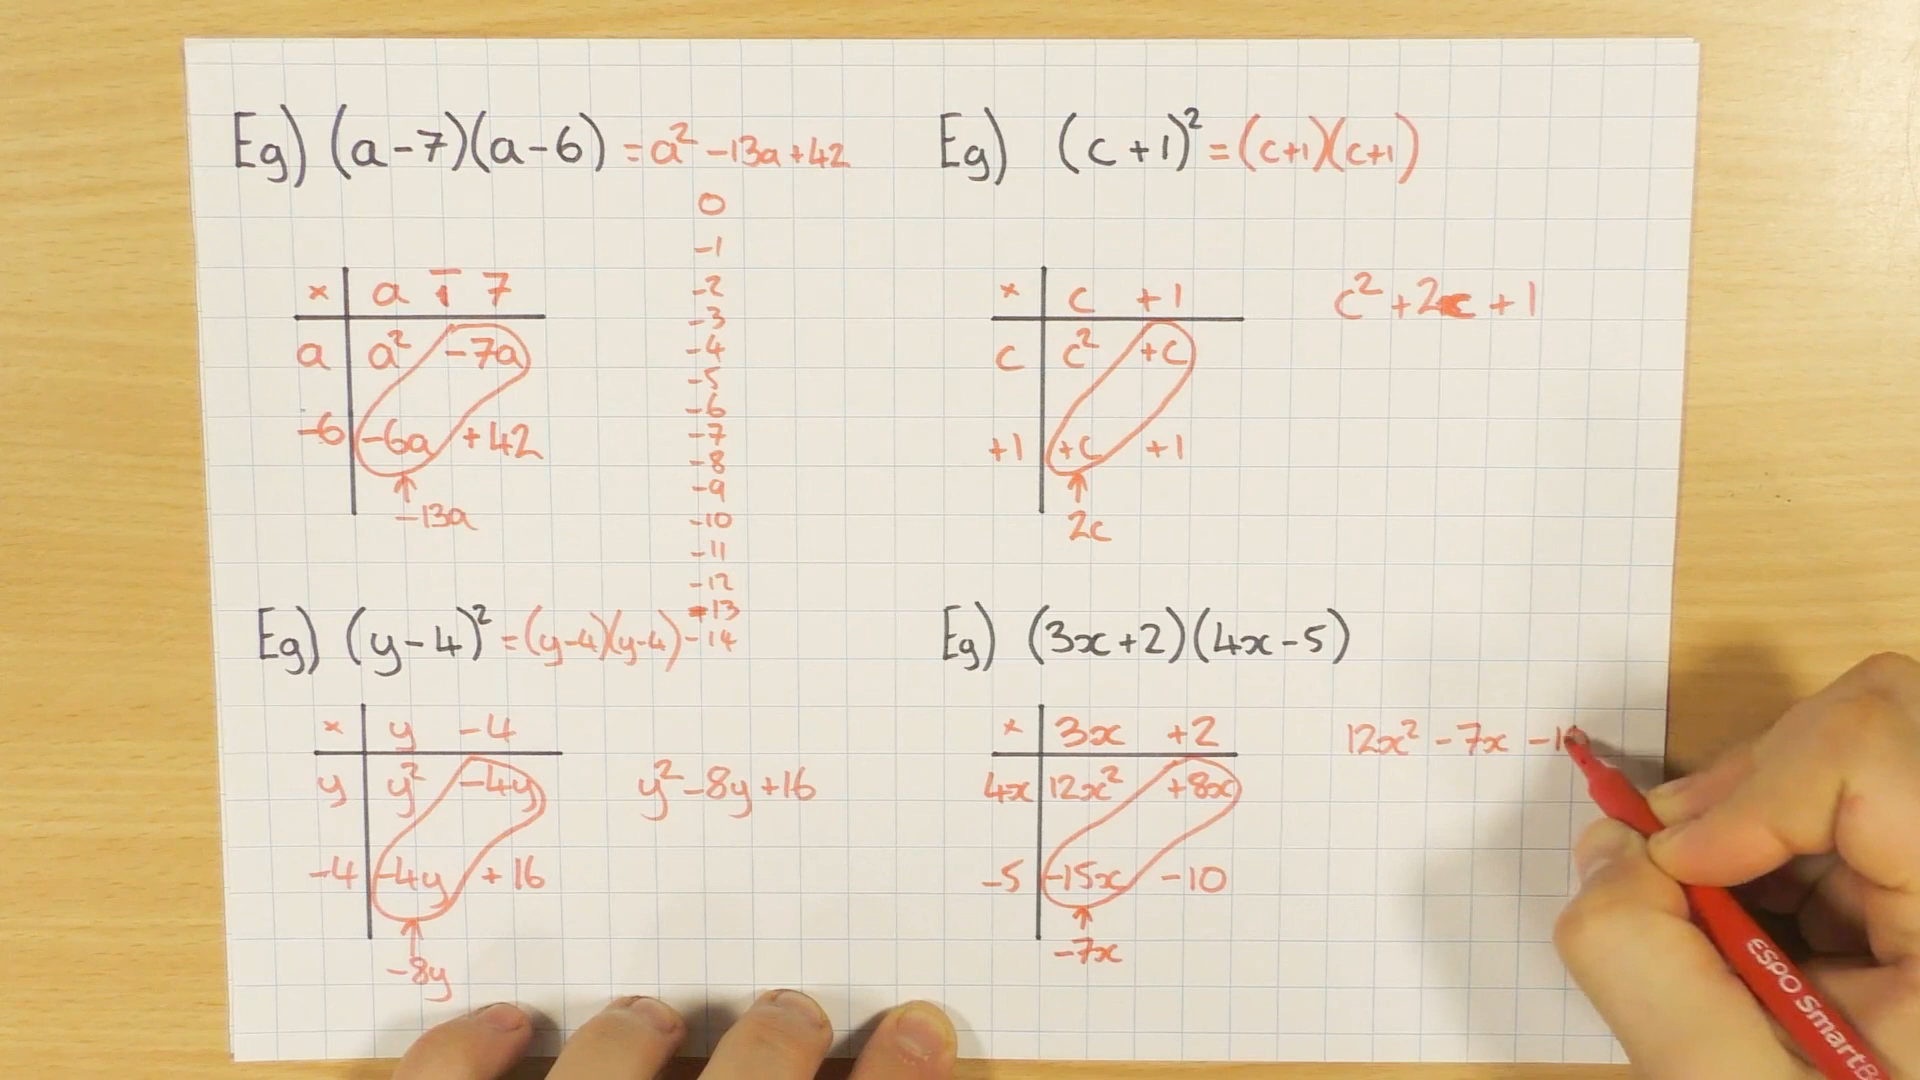 Eg) (a-7)(a-6) = a² -13a+42
0
-1
-2
-3
-4
-5
-6
-7
-8
-9
-10
-11
-12
-13
-14
× a - 7
a a² -7a
-6 -6a +42
↑
-13a
Eg) (c+1)² = (c+1)(c+1)
× c +1
c c² +c
+1 +c +1
↑
2c
c² +2c +1
Eg) (y-4)² = (y-4)(y-4)
× y -4
y y² -4y
-4 -4y +16
↑
-8y
y² -8y +16
Eg) (3x+2)(4x-5)
× 3x +2
4x 12x² +8x
-5 -15x -10
↑
-7x
12x² -7x -1
ESPO Smart